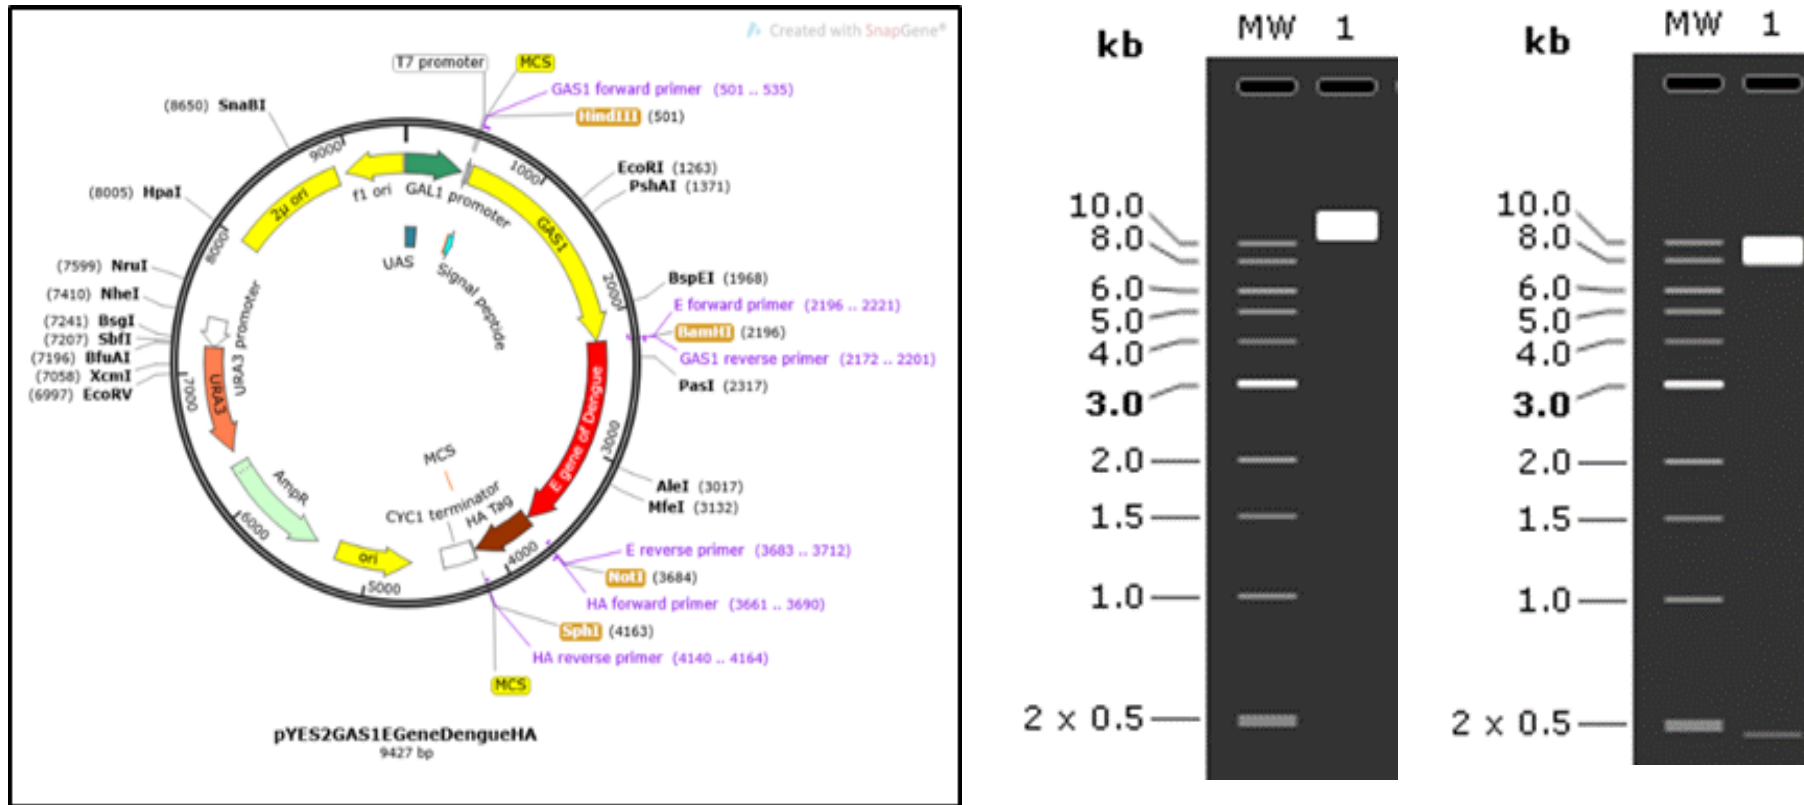 Created with SnapGene®
T7 promoter
MCS
GAS1 forward primer (501 .. 535)
HindIII (501)
(8650) SnaBI
9000
1000
EcoRI (1263)
PshAI (1371)
(8005) HpaI
2μ ori
f1 ori
GAL1 promoter
GAS1
8000
UAS
Signal peptide
BspEI (1968)
2000
E forward primer (2196 .. 2221)
BamHI (2196)
GAS1 reverse primer (2172 .. 2201)
PasI (2317)
(7599) NruI
(7410) NheI
(7241) BsgI
(7207) SbfI
(7196) BfuAI
(7058) XcmI
(6997) EcoRV
7000
URA3 promoter
URA3
E gene of Dengue
3000
AleI (3017)
MfeI (3132)
MCS
CYC1 terminator
HA Tag
AmpR
6000
ori
5000
4000
E reverse primer (3683 .. 3712)
NotI (3684)
HA forward primer (3661 .. 3690)
SphI (4163)
HA reverse primer (4140 .. 4164)
MCS
pYES2GAS1EGeneDengueHA
9427 bp
kb MW 1
10.0
8.0
6.0
5.0
4.0
3.0
2.0
1.5
1.0
2 x 0.5
kb MW 1
10.0
8.0
6.0
5.0
4.0
3.0
2.0
1.5
1.0
2 x 0.5